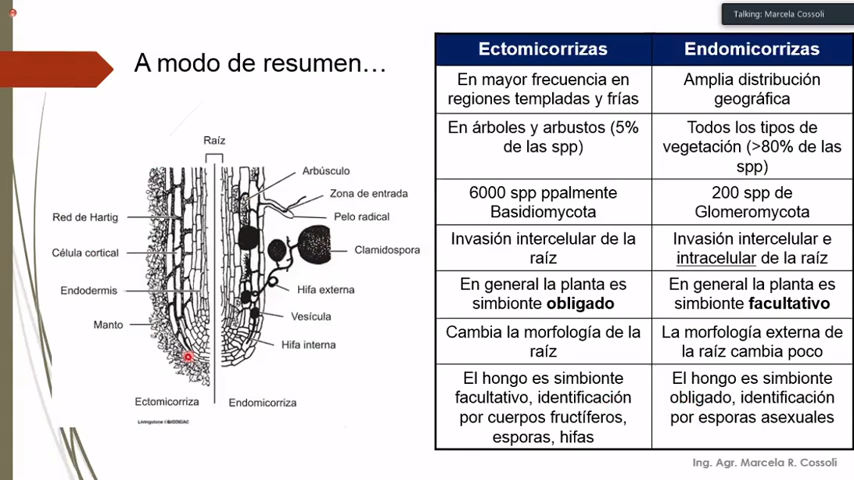 Talking: Marcela Cossoli
A modo de resumen…
Raíz
Arbúsculo
Zona de entrada
Pelo radical
Red de Hartig
Célula cortical
Clamidospora
Endodermis
Hifa externa
Vesícula
Manto
Hifa interna
Ectomicorriza
Endomicorriza
Ectomicorrizas
Endomicorrizas
En mayor frecuencia en
regiones templadas y frías
Amplia distribución
geográfica
En árboles y arbustos (5%
de las spp)
Todos los tipos de
vegetación (>80% de las
spp)
6000 spp ppalmente
Basidiomycota
200 spp de
Glomeromycota
Invasión intercelular de la
raíz
Invasión intercelular e
intracelular de la raíz
En general la planta es
simbionte obligado
En general la planta es
simbionte facultativo
Cambia la morfología de la
raíz
La morfología externa de
la raíz cambia poco
El hongo es simbionte
facultativo, identificación
por cuerpos fructíferos,
esporas, hifas
El hongo es simbionte
obligado, identificación
por esporas asexuales
Ing. Agr. Marcela R. Cossoli